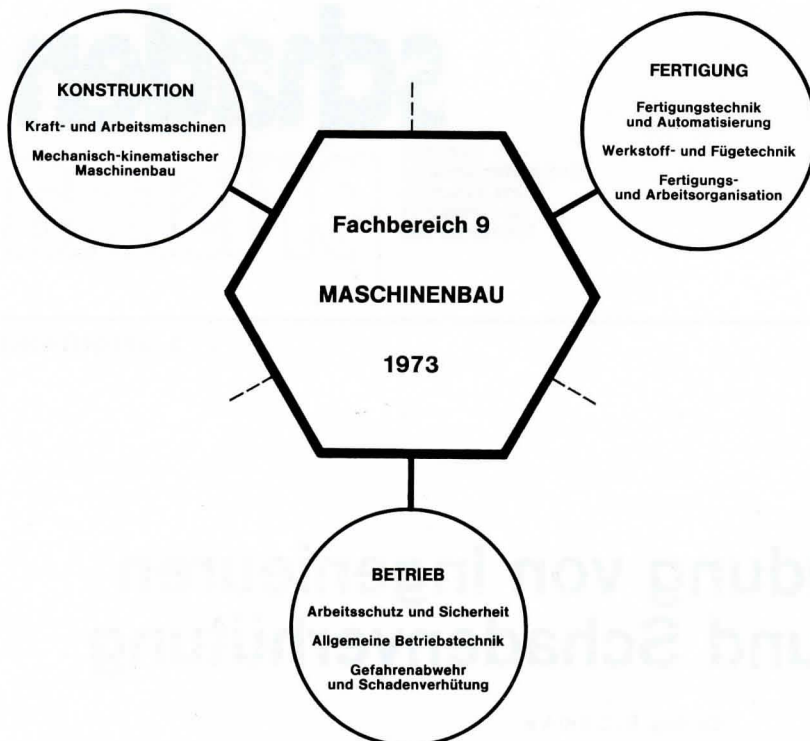 KONSTRUKTION
Kraft- und Arbeitsmaschinen
Mechanisch-kinematischer
Maschinenbau
FERTIGUNG
Fertigungstechnik
und Automatisierung
Werkstoff- und Fügetechnik
Fertigungs-
und Arbeitsorganisation
Fachbereich 9
MASCHINENBAU
1973
BETRIEB
Arbeitsschutz und Sicherheit
Allgemeine Betriebstechnik
Gefahrenabwehr
und Schadenverhütung